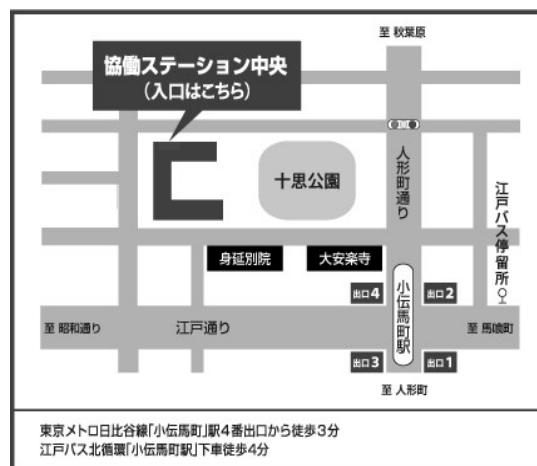 至 秋葉原
協働ステーション中央
（入口はこちら）
人形町通り
十思公園
江戸バス停留所
身延別院
大安楽寺
出口4
小伝馬町駅
出口2
至 昭和通り
江戸通り
至 馬喰町
出口3
出口1
至 人形町
東京メトロ日比谷線「小伝馬町」駅4番出口から徒歩3分
江戸バス北循環「小伝馬町駅」下車徒歩4分